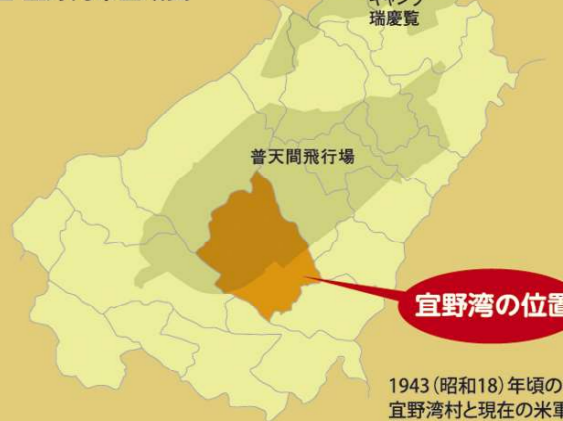 瑞慶覧
普天間飛行場
宜野湾の位置
1943(昭和18)年頃の
宜野湾村と現在の米軍